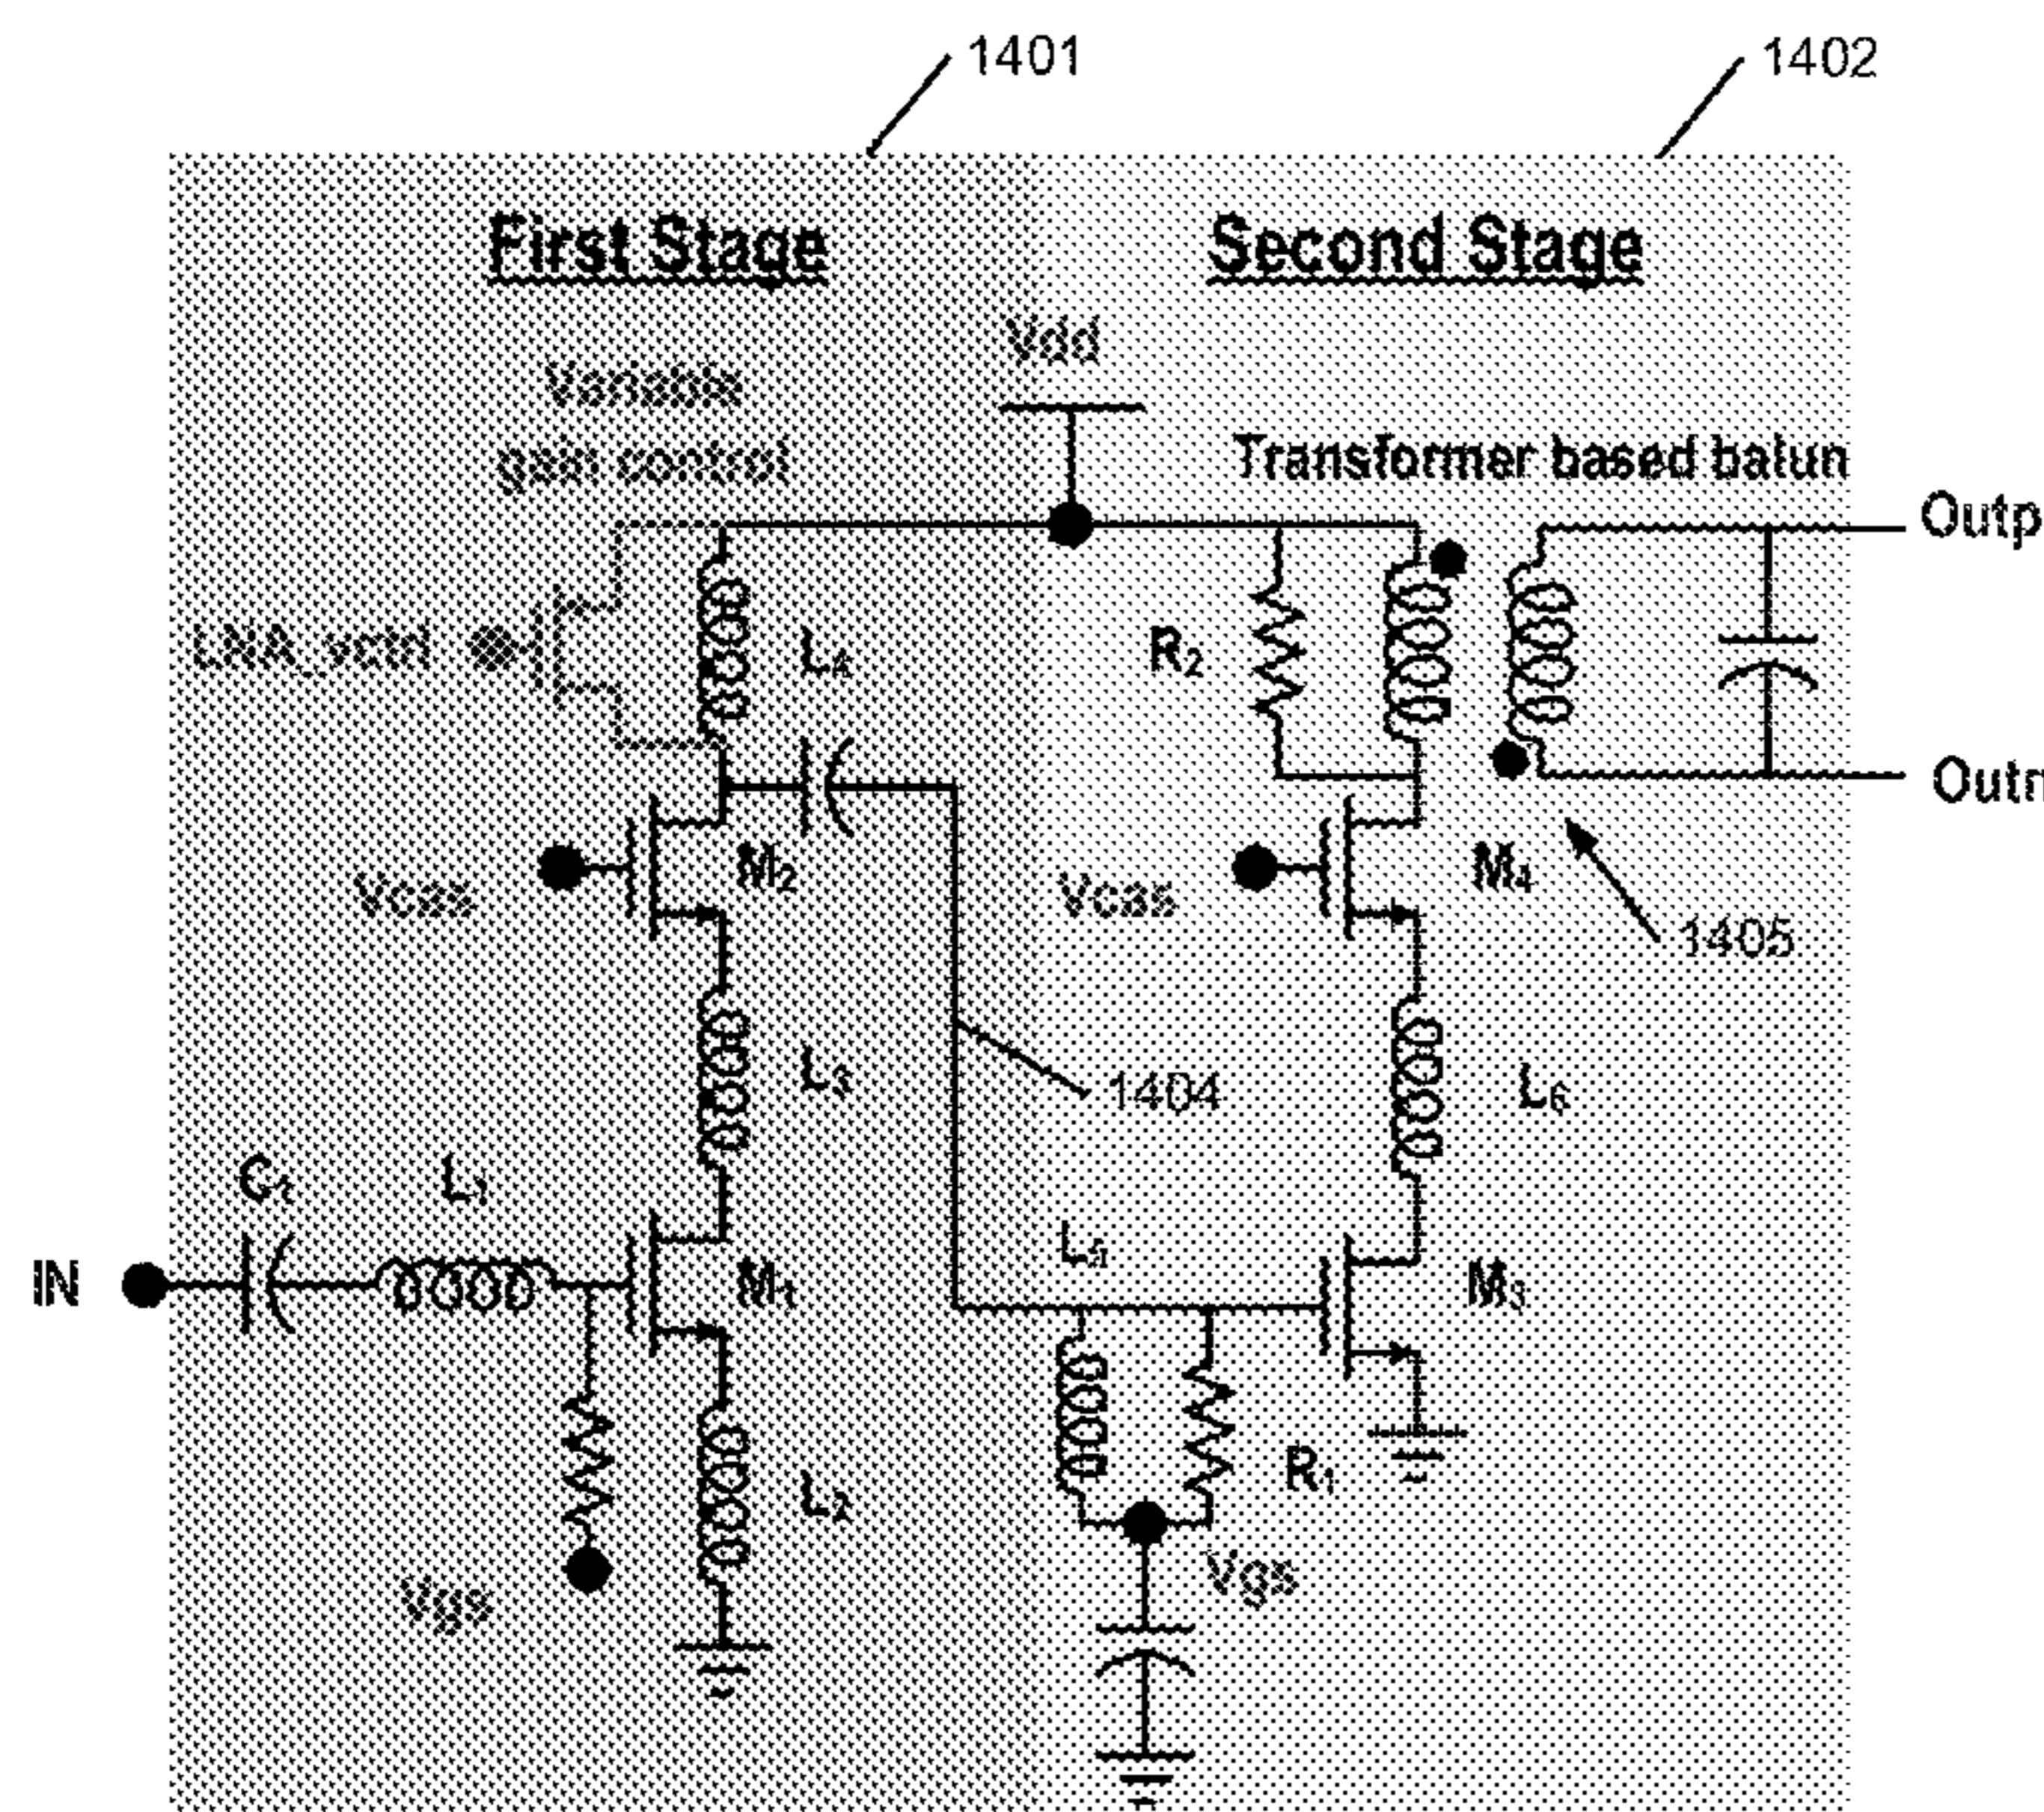 1401
1402
First Stage
Second Stage
Vdd
Variable
gain control
Transformer based balun
Outp
LNA_vctrl
L4
R2
Outn
M2
M4
Vcas
Vcas
1405
L3
1404
L6
C1
L1
L5
IN
M1
M3
R1
L2
Vgs
Vgs